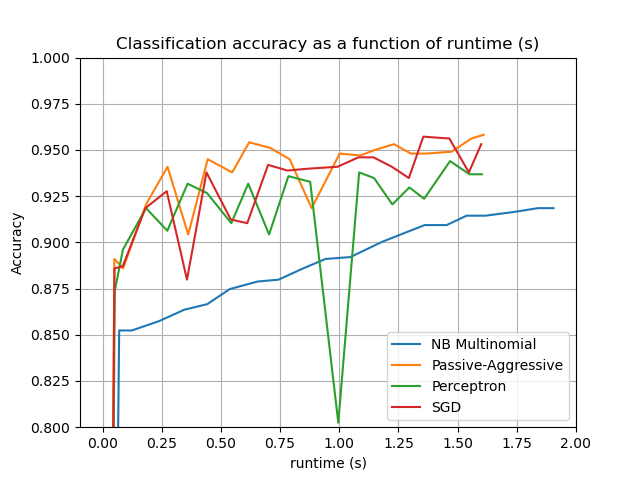 Classification accuracy as a function of runtime (s)
1.000
0.975
0.950
0.925
0.900
0.875
0.850
0.825
0.800
Accuracy
NB Multinomial
Passive-Aggressive
Perceptron
SGD
0.00 0.25 0.50 0.75 1.00 1.25 1.50 1.75 2.00
runtime (s)